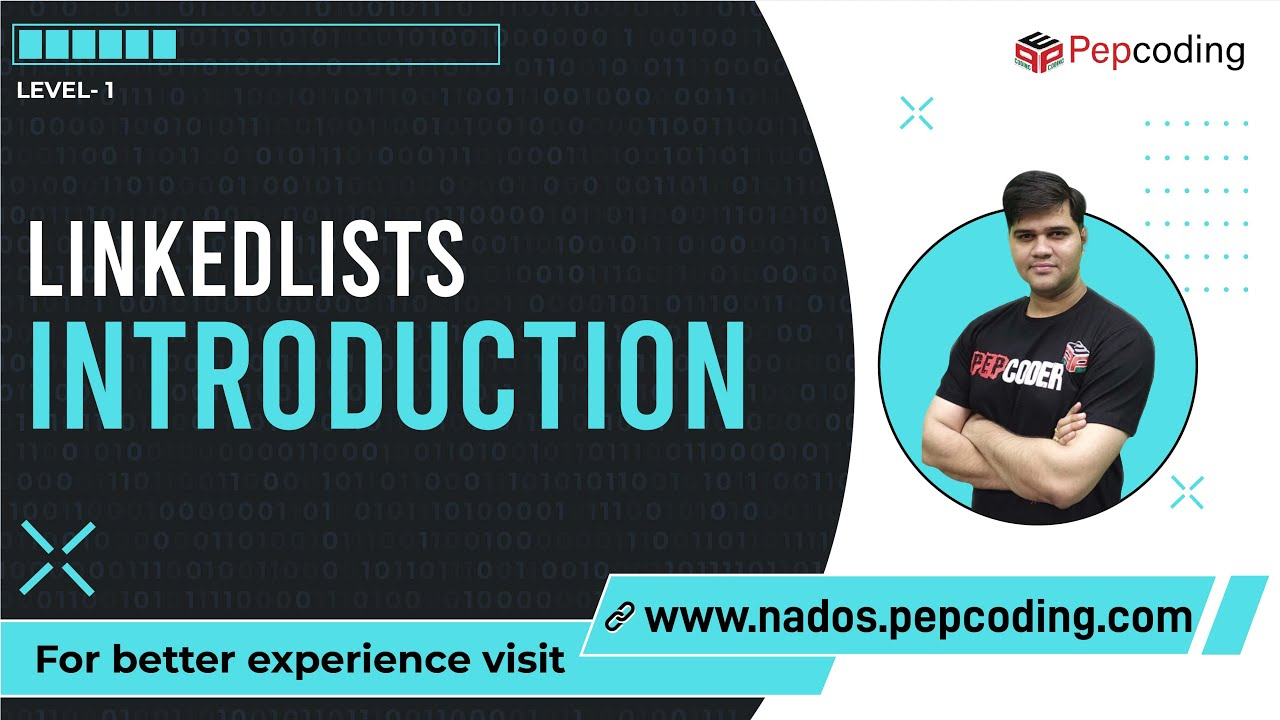 LEVEL- 1
Pepcoding
LINKEDLISTS
INTRODUCTION
PEPCODER
www.nados.pepcoding.com
For better experience visit